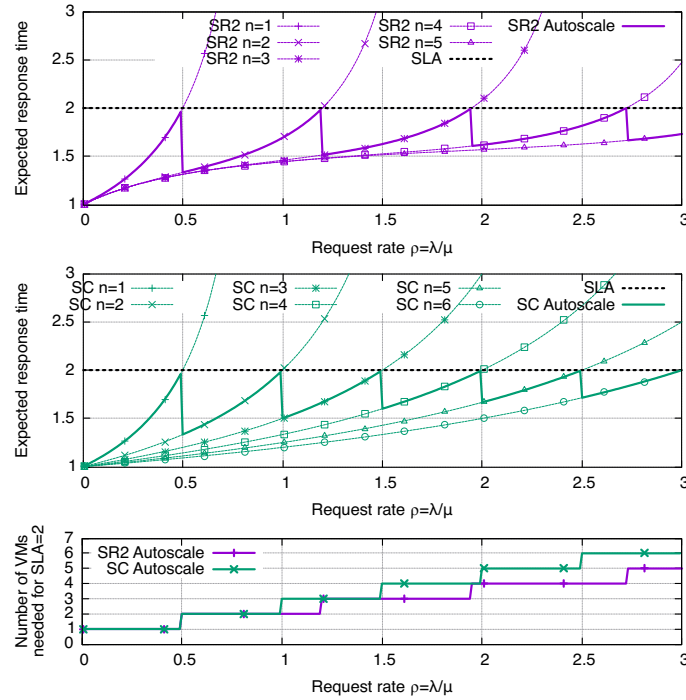 3
2.5
2
1.5
1
Expected response time
SR2 n=1
SR2 n=2
SR2 n=3
SR2 n=4
SR2 n=5
SLA
SR2 Autoscale
0 0.5 1 1.5 2 2.5 3
Request rate ρ=λ/μ
3
2.5
2
1.5
1
Expected response time
SC n=1
SC n=2
SC n=3
SC n=4
SC n=5
SC n=6
SLA
SC Autoscale
0 0.5 1 1.5 2 2.5 3
Request rate ρ=λ/μ
Number of VMs
needed for SLA=2
7
6
5
4
3
2
1
SR2 Autoscale
SC Autoscale
0 0.5 1 1.5 2 2.5 3
Request rate ρ=λ/μ